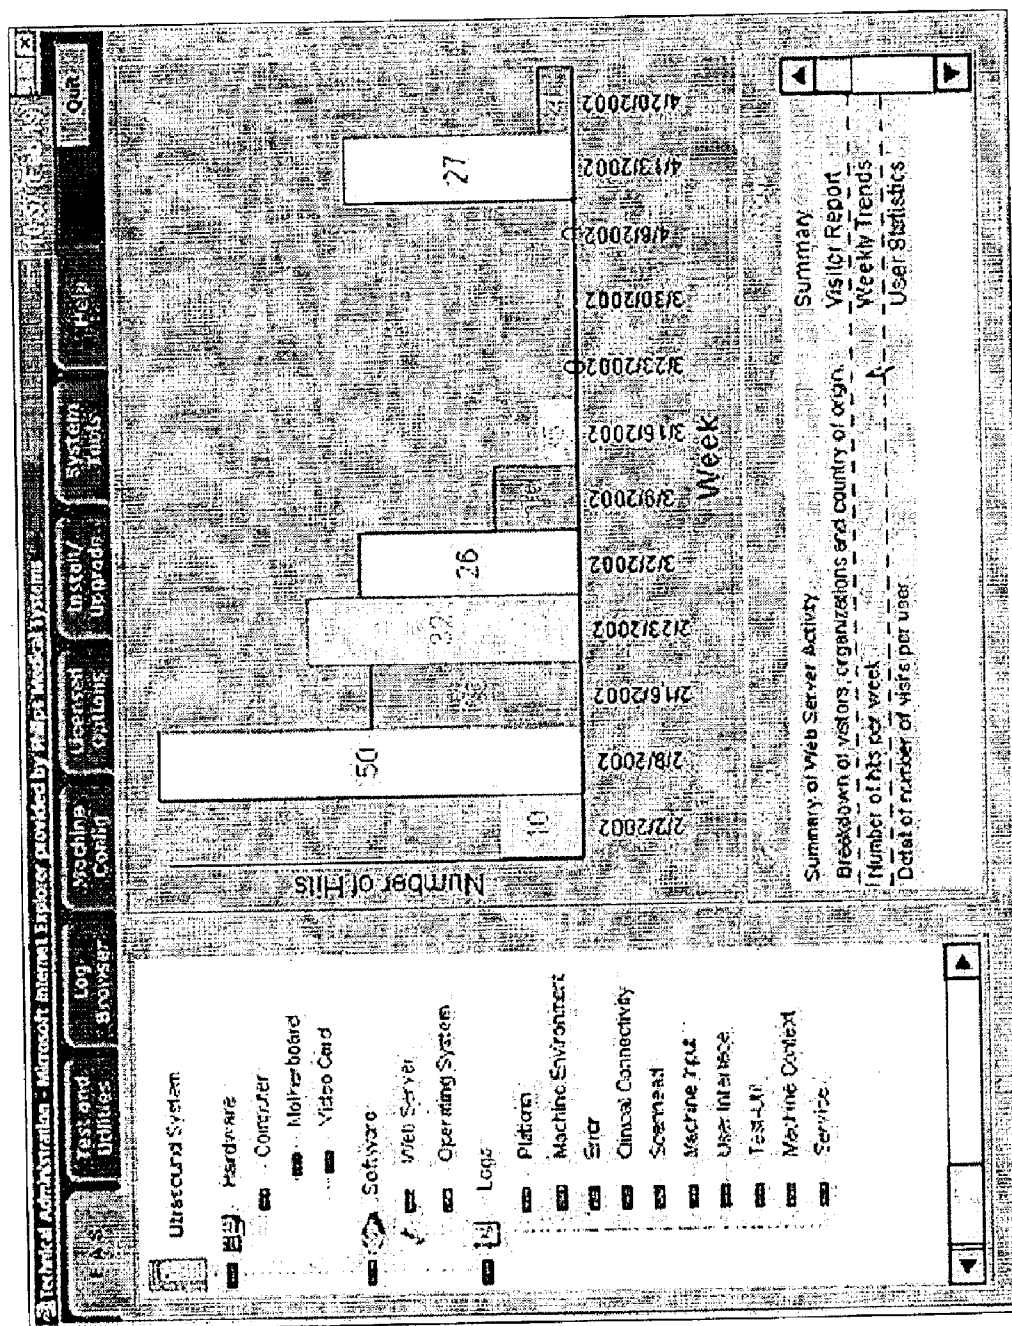 Technical Administration - Microsoft Internet Explorer provided by Philips Medical Systems
Tests and Utilities
Log Browser
Machine Config
Licensed Options
Install/Upgrade
System Tools
Help
Quit
Ultrasound System
Hardware
Computer
Motherboard
Video Card
Software
Web Server
Operating System
Logs
Platform
Machine Environment
Error
Clinical Connectivity
Scanhead
Machine Input
User Interface
Test-Util
Machine Context
Service
Number of Hits
10
50
32
26
27
2/2/2002
2/9/2002
2/16/2002
2/23/2002
3/2/2002
3/9/2002
3/16/2002
3/23/2002
3/30/2002
4/6/2002
4/13/2002
4/20/2002
Week
Summary of Web Server Activity Summary
Breakdown of vistors organizations and country of origin. Visitor Report
Number of hits per week Weekly Trends
Detail of number of visits per user User Statistics